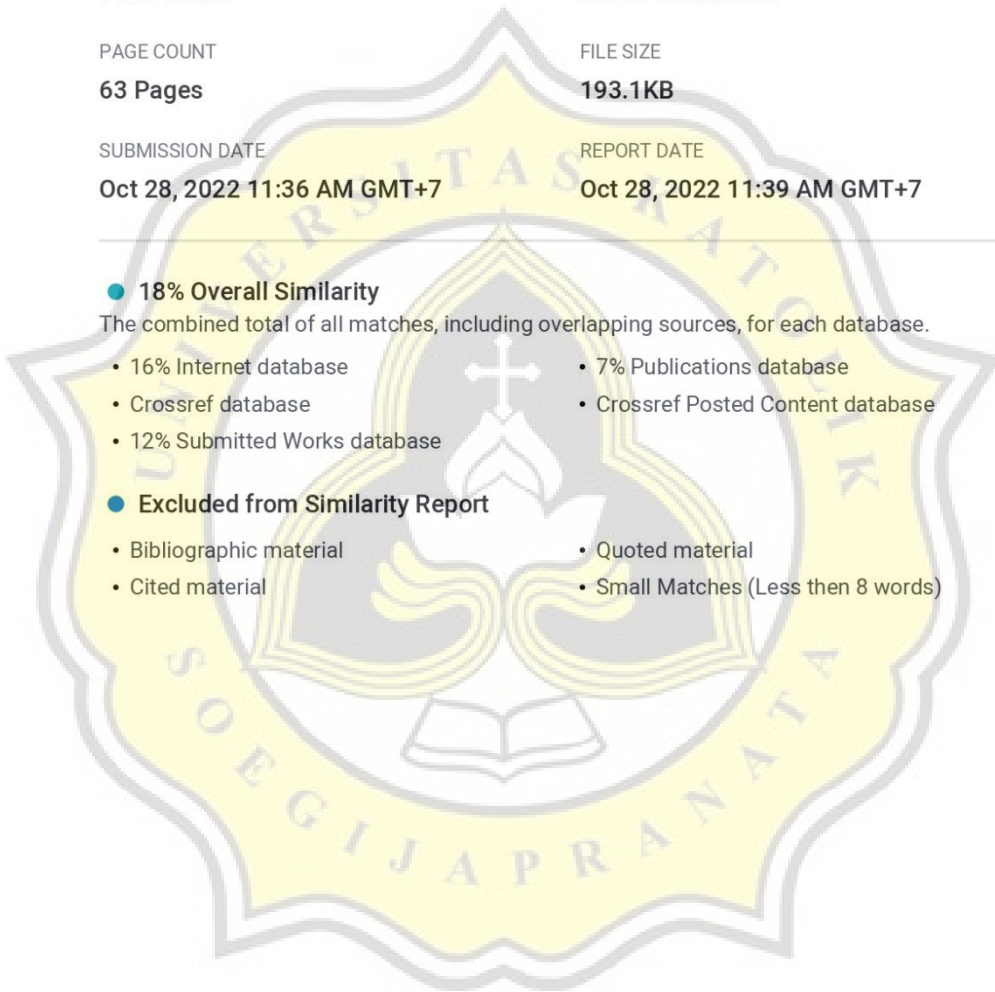 PAGE COUNT
FILE SIZE
63 Pages
193.1KB
SUBMISSION DATE
REPORT DATE
Oct 28, 2022 11:36 AM GMT+7
Oct 28, 2022 11:39 AM GMT+7
18% Overall Similarity
The combined total of all matches, including overlapping sources, for each database.
• 16% Internet database
• 7% Publications database
• Crossref database
• Crossref Posted Content database
• 12% Submitted Works database
Excluded from Similarity Report
• Bibliographic material
• Quoted material
• Cited material
• Small Matches (Less then 8 words)
UNIVERSITAS KATOLIK
SOEGIJAPRANATA